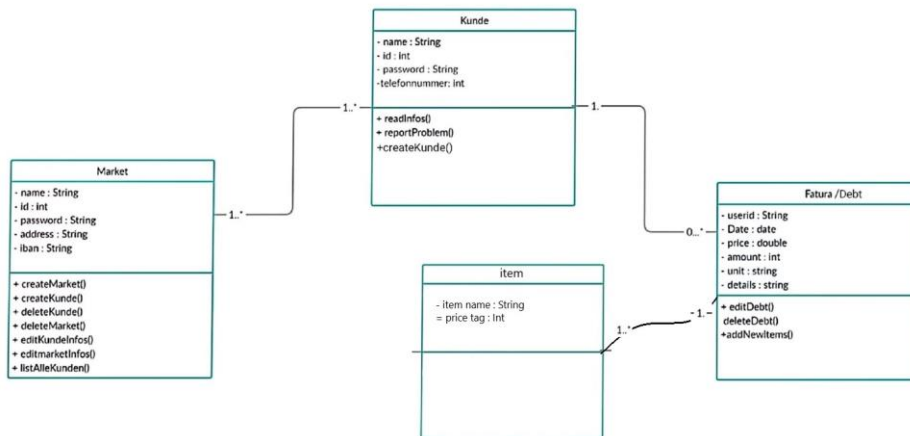 Kunde
- name : String
- id : int
- password : String
-telefonnummer: int
+ readInfos()
+ reportProblem()
+createKunde()
1..*
1.
Market
- name : String
- id : int
- password : String
- address : String
- iban : String
+ createMarket()
+ createKunde()
+ deleteKunde()
+ deleteMarket()
+ editKundeInfos()
+ editmarketInfos()
+ listAlleKunden()
1..*
Fatura /Debt
- userid : String
- Date : date
- price : double
- amount : int
- unit : string
- details : string
+ editDebt()
deleteDebt()
+addNewItems()
0...*
- 1. -
item
- item name : String
= price tag : Int
1..*